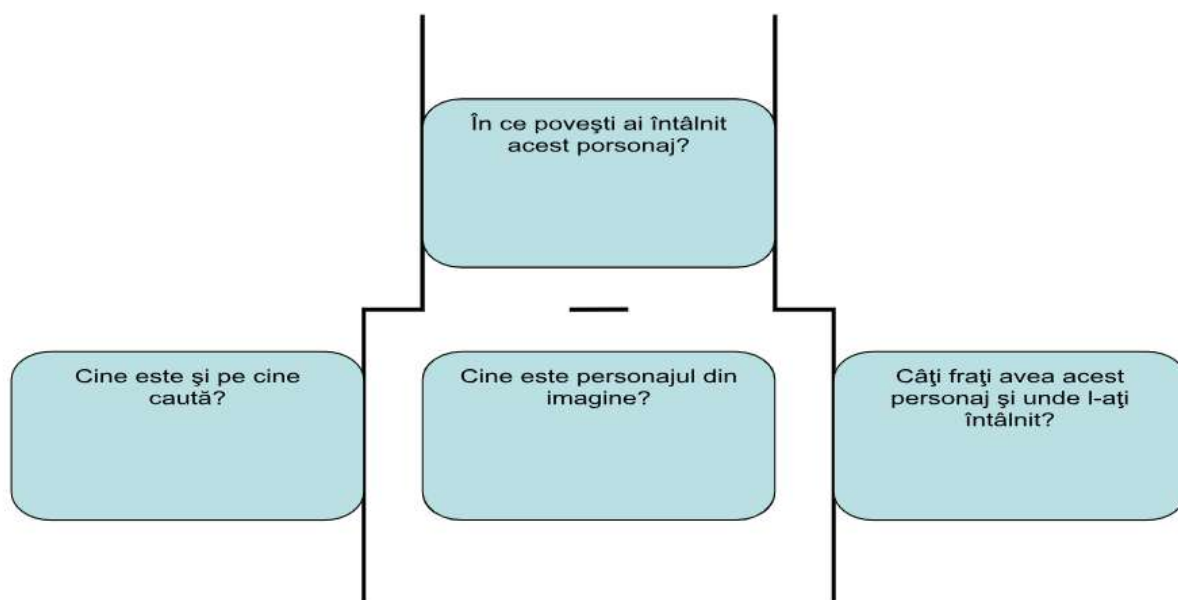 În ce poveşti ai întâlnit
acest porsonaj?
Cine este şi pe cine
caută?
Cine este personajul din
imagine?
Câţi fraţi avea acest
personaj şi unde l-aţi
întâlnit?